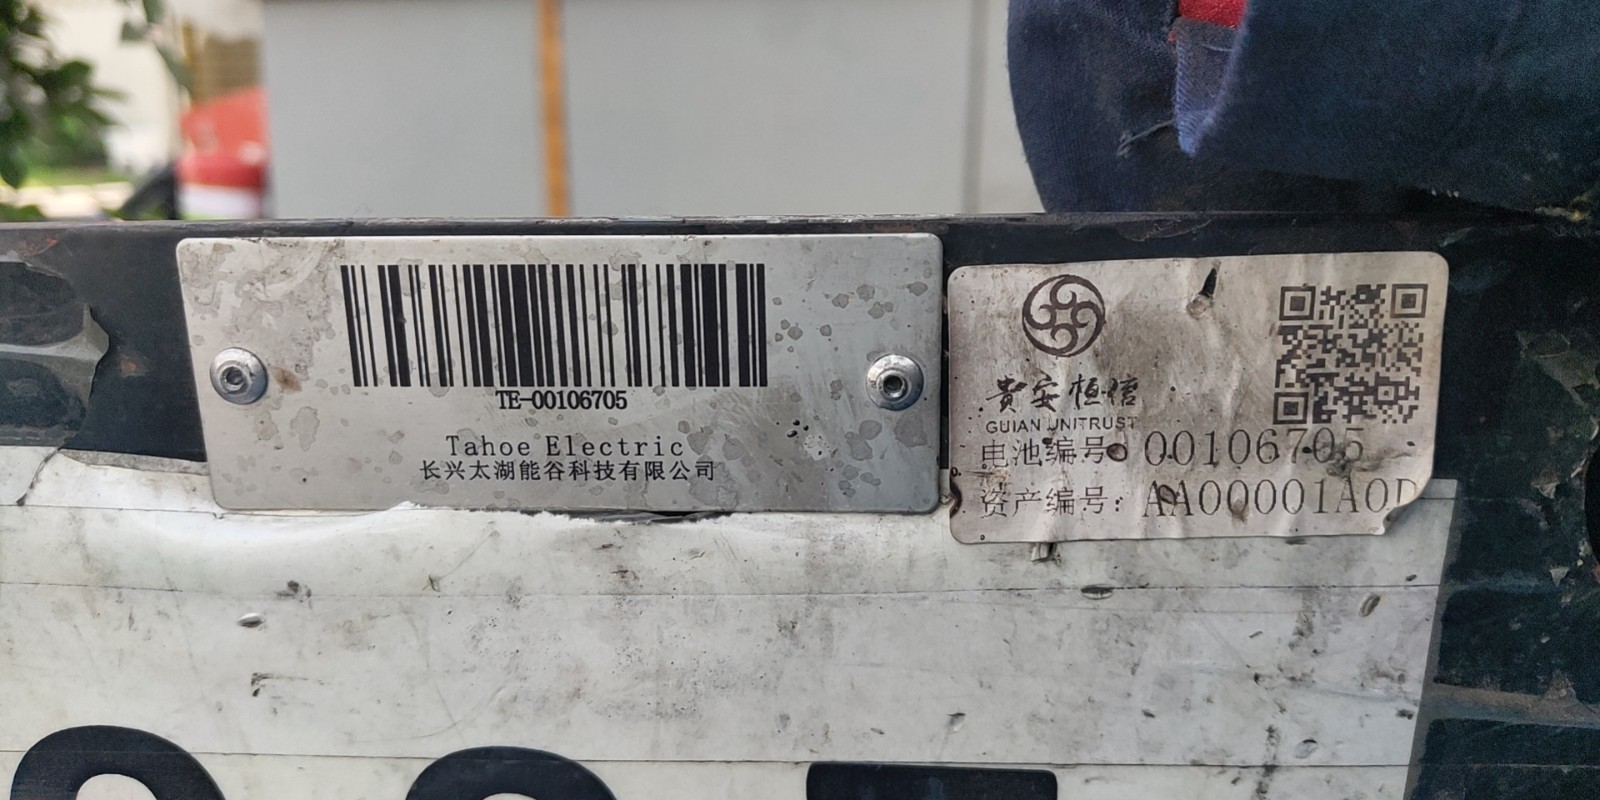 TE-00106705
Tahoe Electric
长兴太湖能谷科技有限公司
贵安恒信
GUIAN UNITRUST
电池编号：00106705
资产编号：AA00001A0D